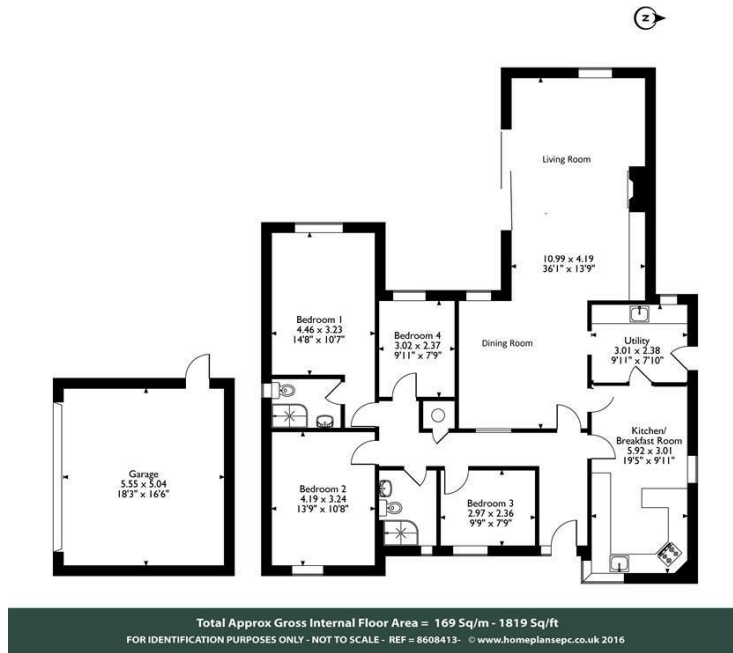 Z
Living Room
10.99 x 4.19
36'1" x 13'9"
Bedroom 1
4.46 x 3.23
14'8" x 10'7"
Bedroom 4
3.02 x 2.37
9'11" x 7'9"
Dining Room
Utility
3.01 x 2.38
9'11" x 7'10"
Kitchen/
Breakfast Room
5.92 x 3.01
19'5" x 9'11"
Garage
5.55 x 5.04
18'3" x 16'6"
Bedroom 2
4.19 x 3.24
13'9" x 10'8"
Bedroom 3
2.97 x 2.36
9'9" x 7'9"
Total Approx Gross Internal Floor Area = 169 Sq/m - 1819 Sq/ft
FOR IDENTIFICATION PURPOSES ONLY - NOT TO SCALE - REF = 8608413- © www.homeplansepc.co.uk 2016